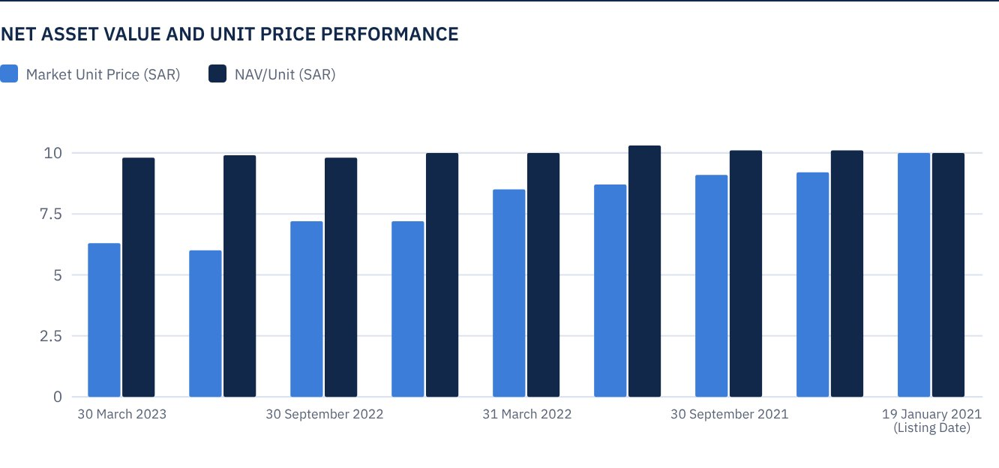 NET ASSET VALUE AND UNIT PRICE PERFORMANCE
Market Unit Price (SAR) NAV/Unit (SAR)
10
7.5
5
2.5
0
30 March 2023 30 September 2022 31 March 2022 30 September 2021 19 January 2021
(Listing Date)